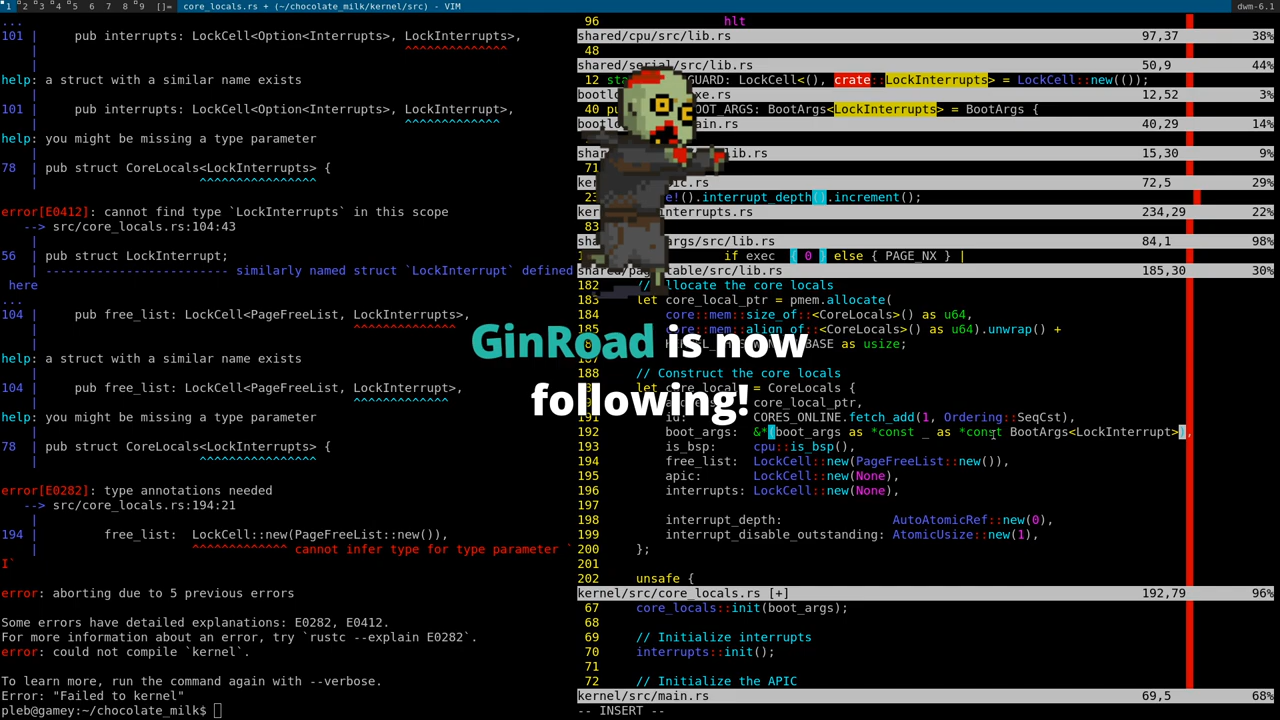 1 2 3 4 5 6 7 8 9 []= core_locals.rs + (~/chocolate_milk/kernel/src) - VIM dwm-6.1
...
101 | pub interrupts: LockCell<Option<Interrupts>, LockInterrupts>,
| ^^^^^^^^^^^^^^
help: a struct with a similar name exists
|
101 | pub interrupts: LockCell<Option<Interrupts>, LockInterrupt>,
| ^^^^^^^^^^^^^
help: you might be missing a type parameter
|
78 | pub struct CoreLocals<LockInterrupts> {
| ^^^^^^^^^^^^^^^^
error[E0412]: cannot find type `LockInterrupts` in this scope
--> src/core_locals.rs:104:43
|
56 | pub struct LockInterrupt;
| ------------------------- similarly named struct `LockInterrupt` defined
here
...
104 | pub free_list: LockCell<PageFreeList, LockInterrupts>,
| ^^^^^^^^^^^^^^
help: a struct with a similar name exists
|
104 | pub free_list: LockCell<PageFreeList, LockInterrupt>,
| ^^^^^^^^^^^^^
help: you might be missing a type parameter
|
78 | pub struct CoreLocals<LockInterrupts> {
| ^^^^^^^^^^^^^^^^
error[E0282]: type annotations needed
--> src/core_locals.rs:194:21
|
194 | free_list: LockCell::new(PageFreeList::new()),
| ^^^^^^^^^^^^^ cannot infer type for type parameter `
I`
error: aborting due to 5 previous errors
Some errors have detailed explanations: E0282, E0412.
For more information about an error, try `rustc --explain E0282`.
error: could not compile `kernel`.
To learn more, run the command again with --verbose.
Error: "Failed to kernel"
pleb@gamey:~/chocolate_milk$
96 hlt
shared/cpu/src/lib.rs 97,37 38%
48
shared/serial/src/lib.rs 50,9 44%
12 GUARD: LockCell<(), crate::LockInterrupts> = LockCell::new(());
12,52 3%
40 BootArgs<LockInterrupts> = BootArgs {
40,29 14%
lib.rs 15,30 9%
71
72,5 29%
.interrupt_depth().increment();
interrupts.rs 234,29 22%
83
args/src/lib.rs 84,1 98%
if exec { 0 } else { PAGE_NX } |
table/src/lib.rs 185,30 30%
182 // Allocate the core locals
183 let core_local_ptr = pmem.allocate(
184 core::mem::size_of::<CoreLocals>() as u64,
185 core::mem::align_of::<CoreLocals>() as u64).unwrap() +
BASE as usize;
187
188 // Construct the core locals
= CoreLocals {
core_local_ptr,
191 id: CORES_ONLINE.fetch_add(1, Ordering::SeqCst),
192 boot_args: &*(boot_args as *const _ as *const BootArgs<LockInterrupt>),
193 is_bsp: cpu::is_bsp(),
194 free_list: LockCell::new(PageFreeList::new()),
195 apic: LockCell::new(None),
196 interrupts: LockCell::new(None),
197
198 interrupt_depth: AutoAtomicRef::new(0),
199 interrupt_disable_outstanding: AtomicUsize::new(1),
200 };
201
202 unsafe {
kernel/src/core_locals.rs [+] 192,79 96%
67 core_locals::init(boot_args);
68
69 // Initialize interrupts
70 interrupts::init();
71
72 // Initialize the APIC
kernel/src/main.rs 69,5 68%
-- INSERT --
GinRoad is now
following!